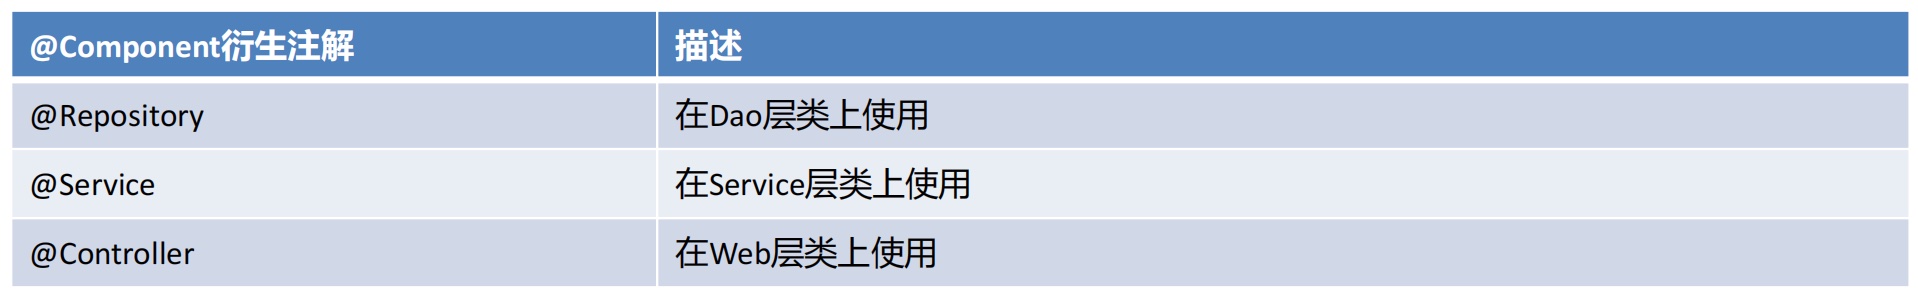 @Component衍生注解 描述
@Repository 在Dao层类上使用
@Service 在Service层类上使用
@Controller 在Web层类上使用